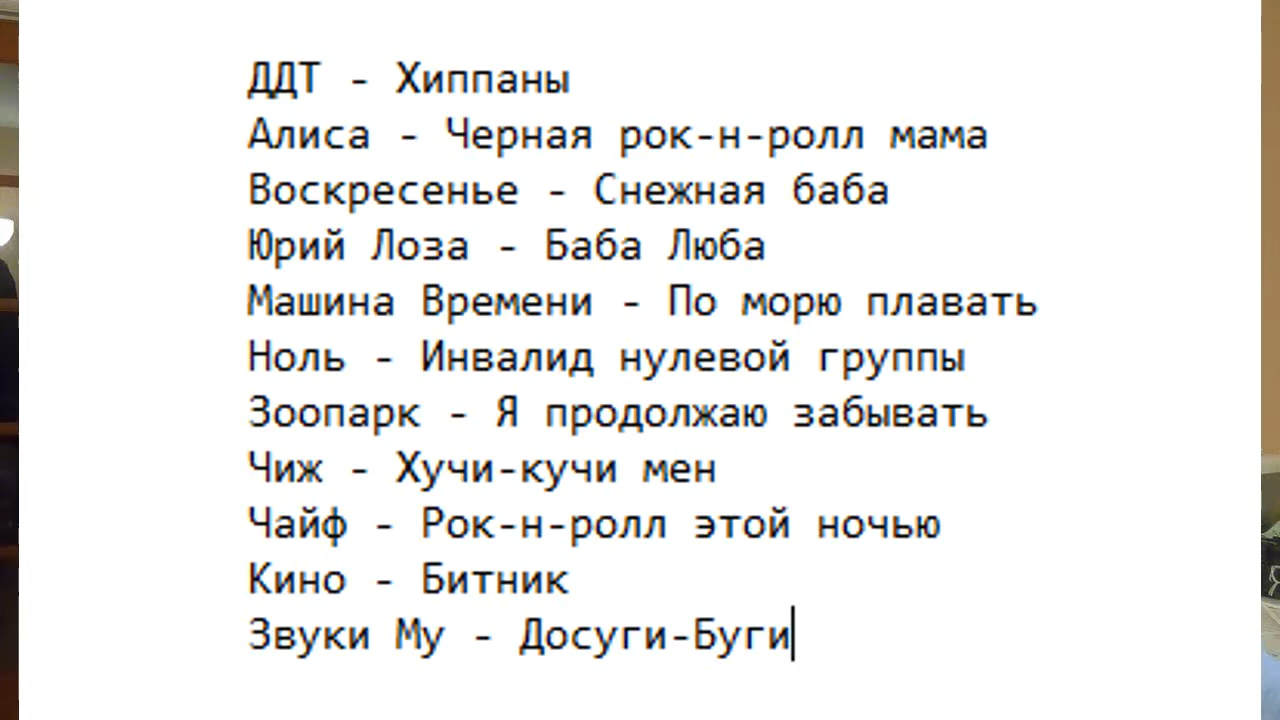 ДДТ - Хиппаны
Алиса - Черная рок-н-ролл мама
Воскресенье - Снежная баба
Юрий Лоза - Баба Люба
Машина Времени - По морю плавать
Ноль - Инвалид нулевой группы
Зоопарк - Я продолжаю забывать
Чиж - Хучи-кучи мен
Чайф - Рок-н-ролл этой ночью
Кино - Битник
Звуки Му - Досуги-Буги